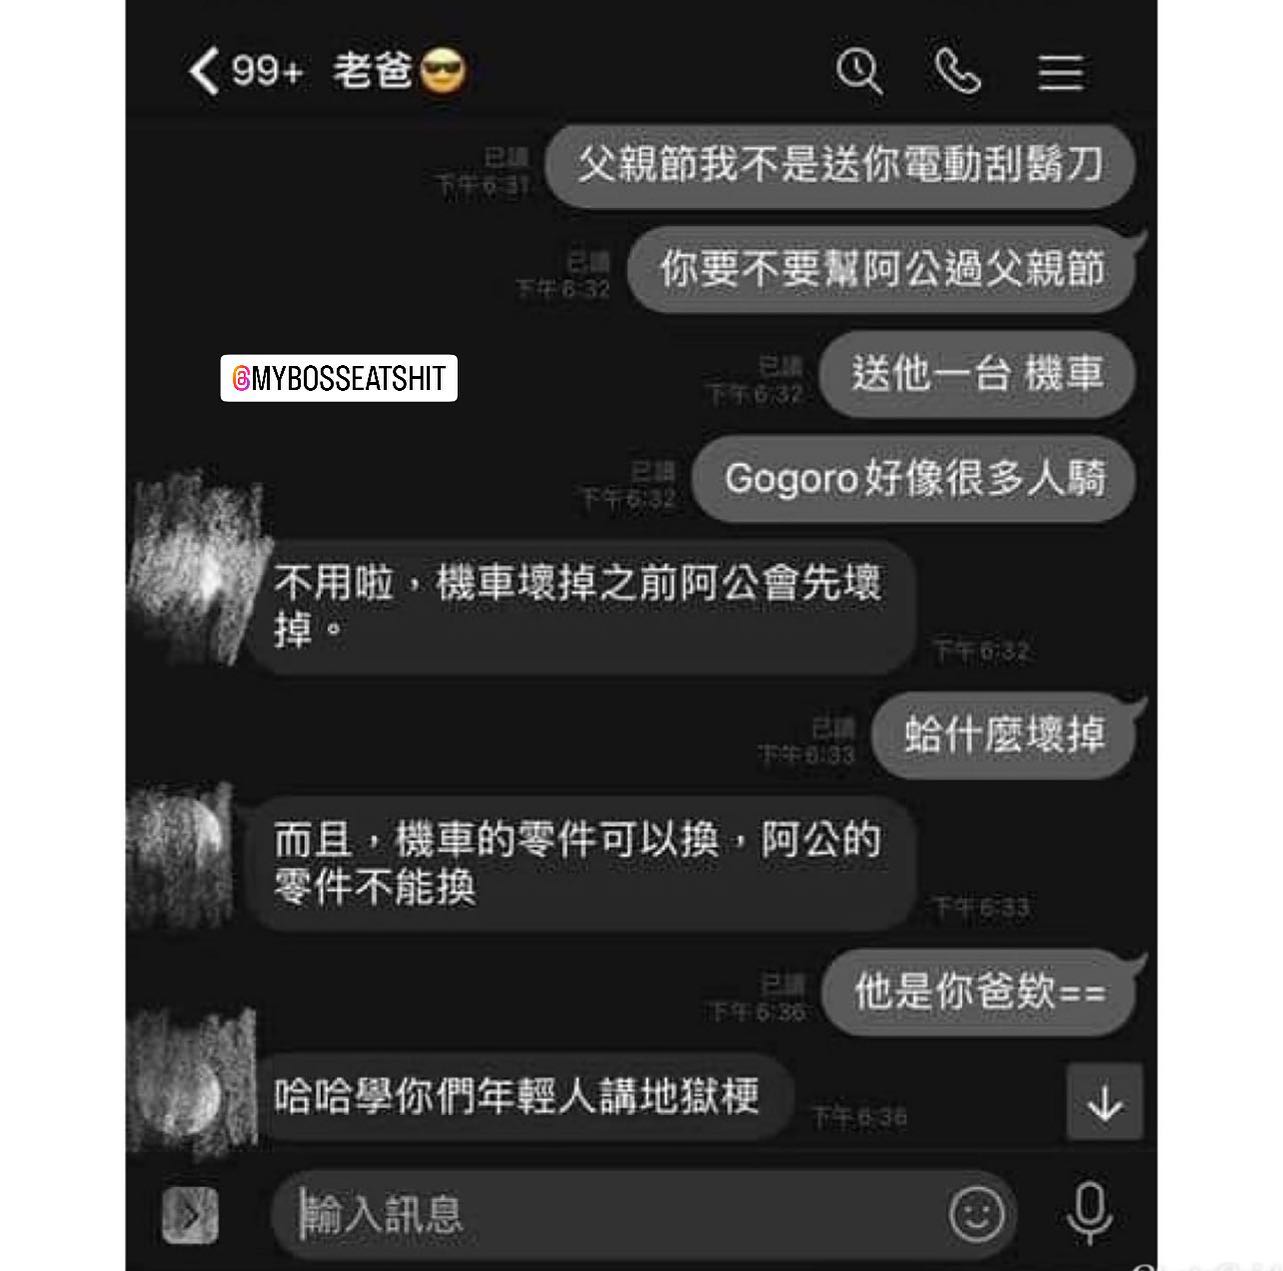 99+ 老爸😎
父親節我不是送你電動刮鬍刀
已讀
下午6:31
你要不要幫阿公過父親節
已讀
下午6:32
@MYBOSSEATSHIT
送他一台 機車
已讀
下午6:32
Gogoro好像很多人騎
已讀
下午6:32
不用啦，機車壞掉之前阿公會先壞
掉。
下午6:32
蛤什麼壞掉
已讀
下午6:33
而且，機車的零件可以換，阿公的
零件不能換
下午6:33
他是你爸欸==
已讀
下午6:36
哈哈學你們年輕人講地獄梗
下午6:36
輸入訊息